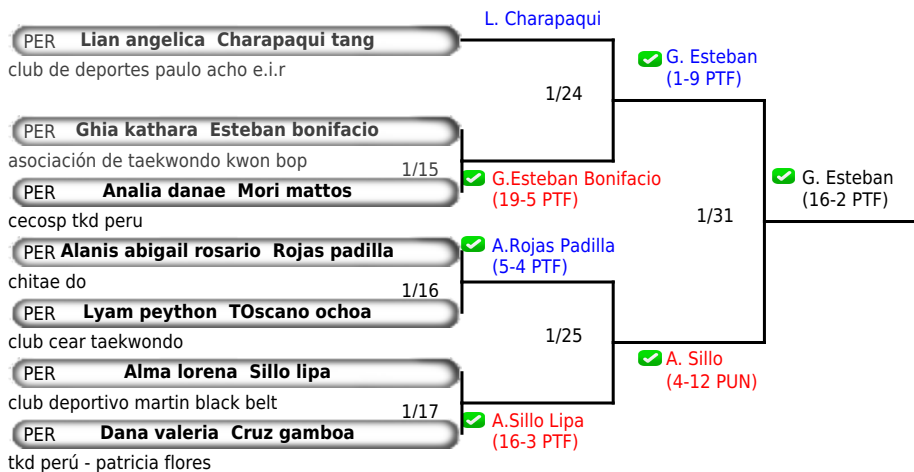 L. Charapaqui
PER Lian angelica Charapaqui tang
club de deportes paulo acho e.i.r
G. Esteban
(1-9 PTF)
1/24
PER Ghia kathara Esteban bonifacio
asociación de taekwondo kwon bop
1/15
G.Esteban Bonifacio
(19-5 PTF)
PER Analia danae Mori mattos
cecosp tkd peru
G. Esteban
(16-2 PTF)
1/31
PER Alanis abigail rosario Rojas padilla
chitae do
A.Rojas Padilla
(5-4 PTF)
1/16
PER Lyam peython TOscano ochoa
club cear taekwondo
1/25
A. Sillo
(4-12 PUN)
PER Alma lorena Sillo lipa
club deportivo martin black belt
1/17
A.Sillo Lipa
(16-3 PTF)
PER Dana valeria Cruz gamboa
tkd perú - patricia flores